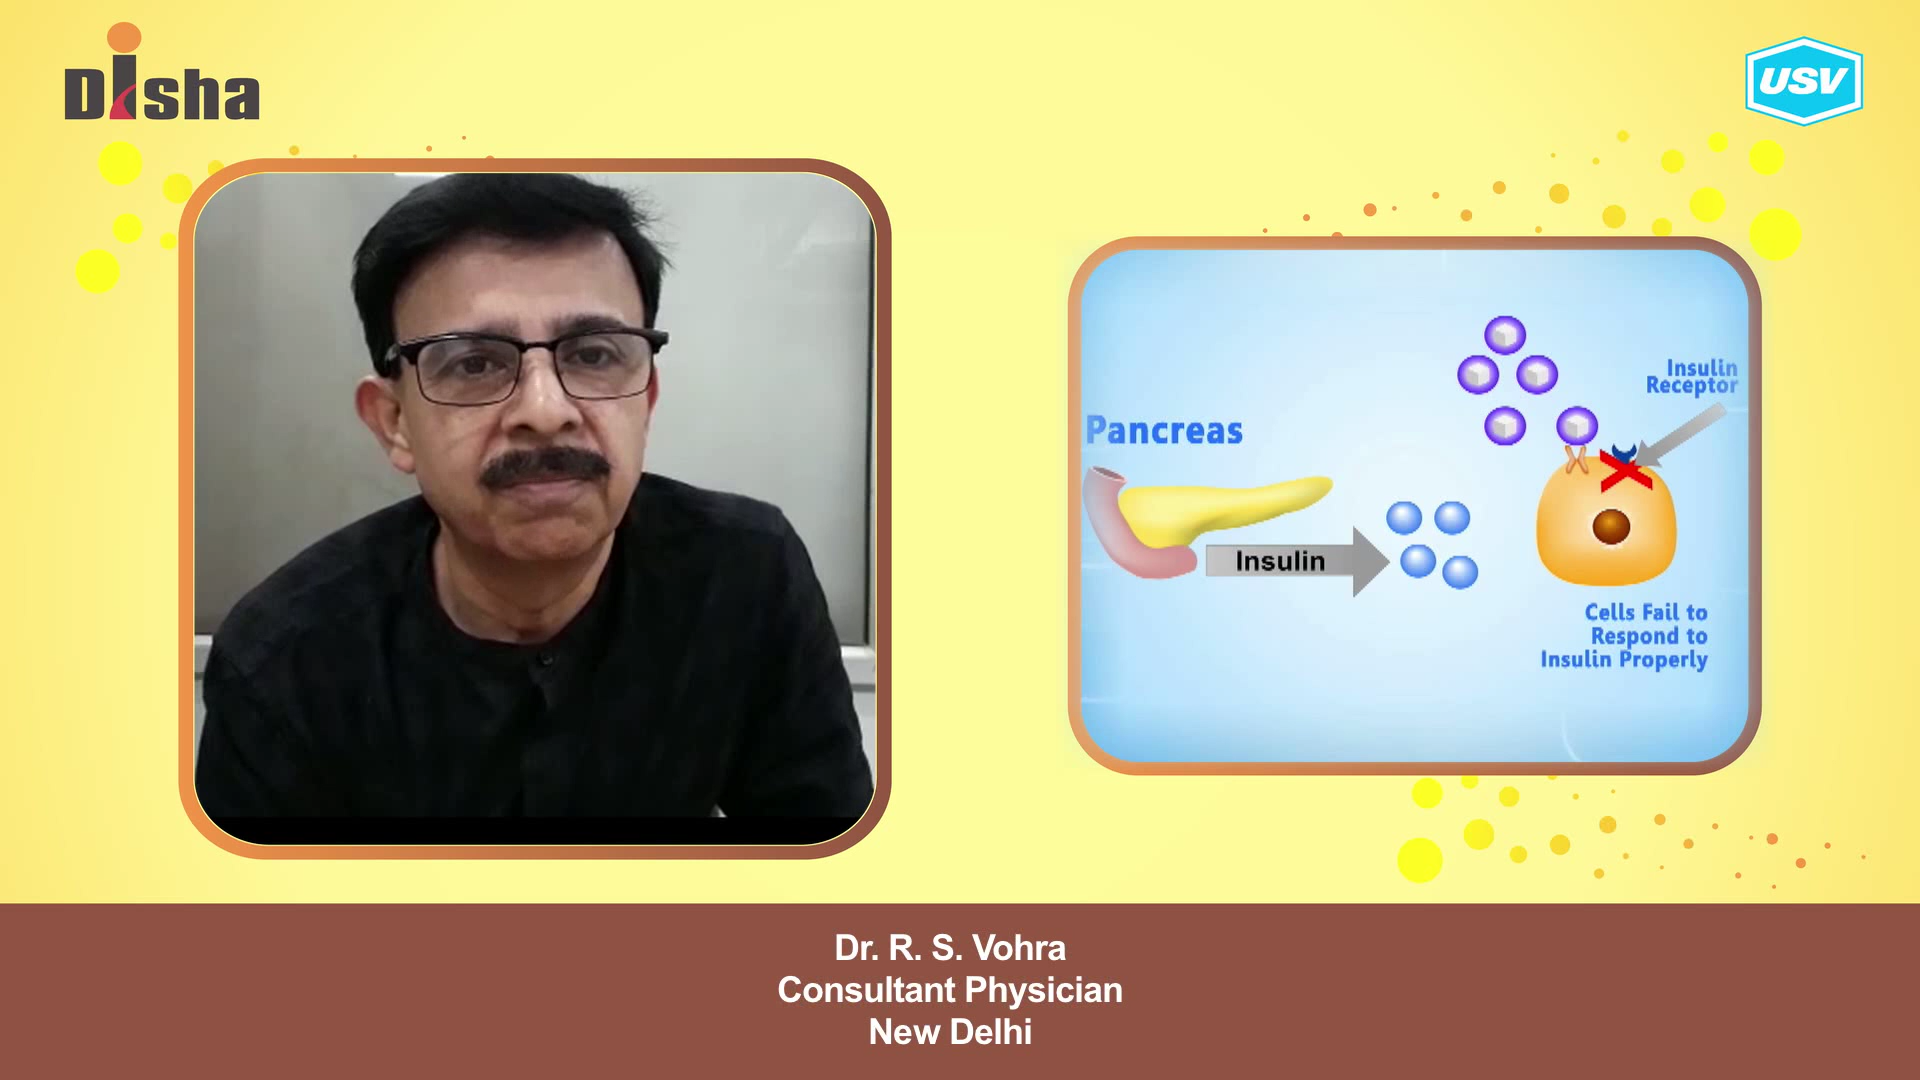 Disha
USV
Pancreas
Insulin
Insulin
Receptor
Cells Fail to
Respond to
Insulin Properly
Dr. R. S. Vohra
Consultant Physician
New Delhi